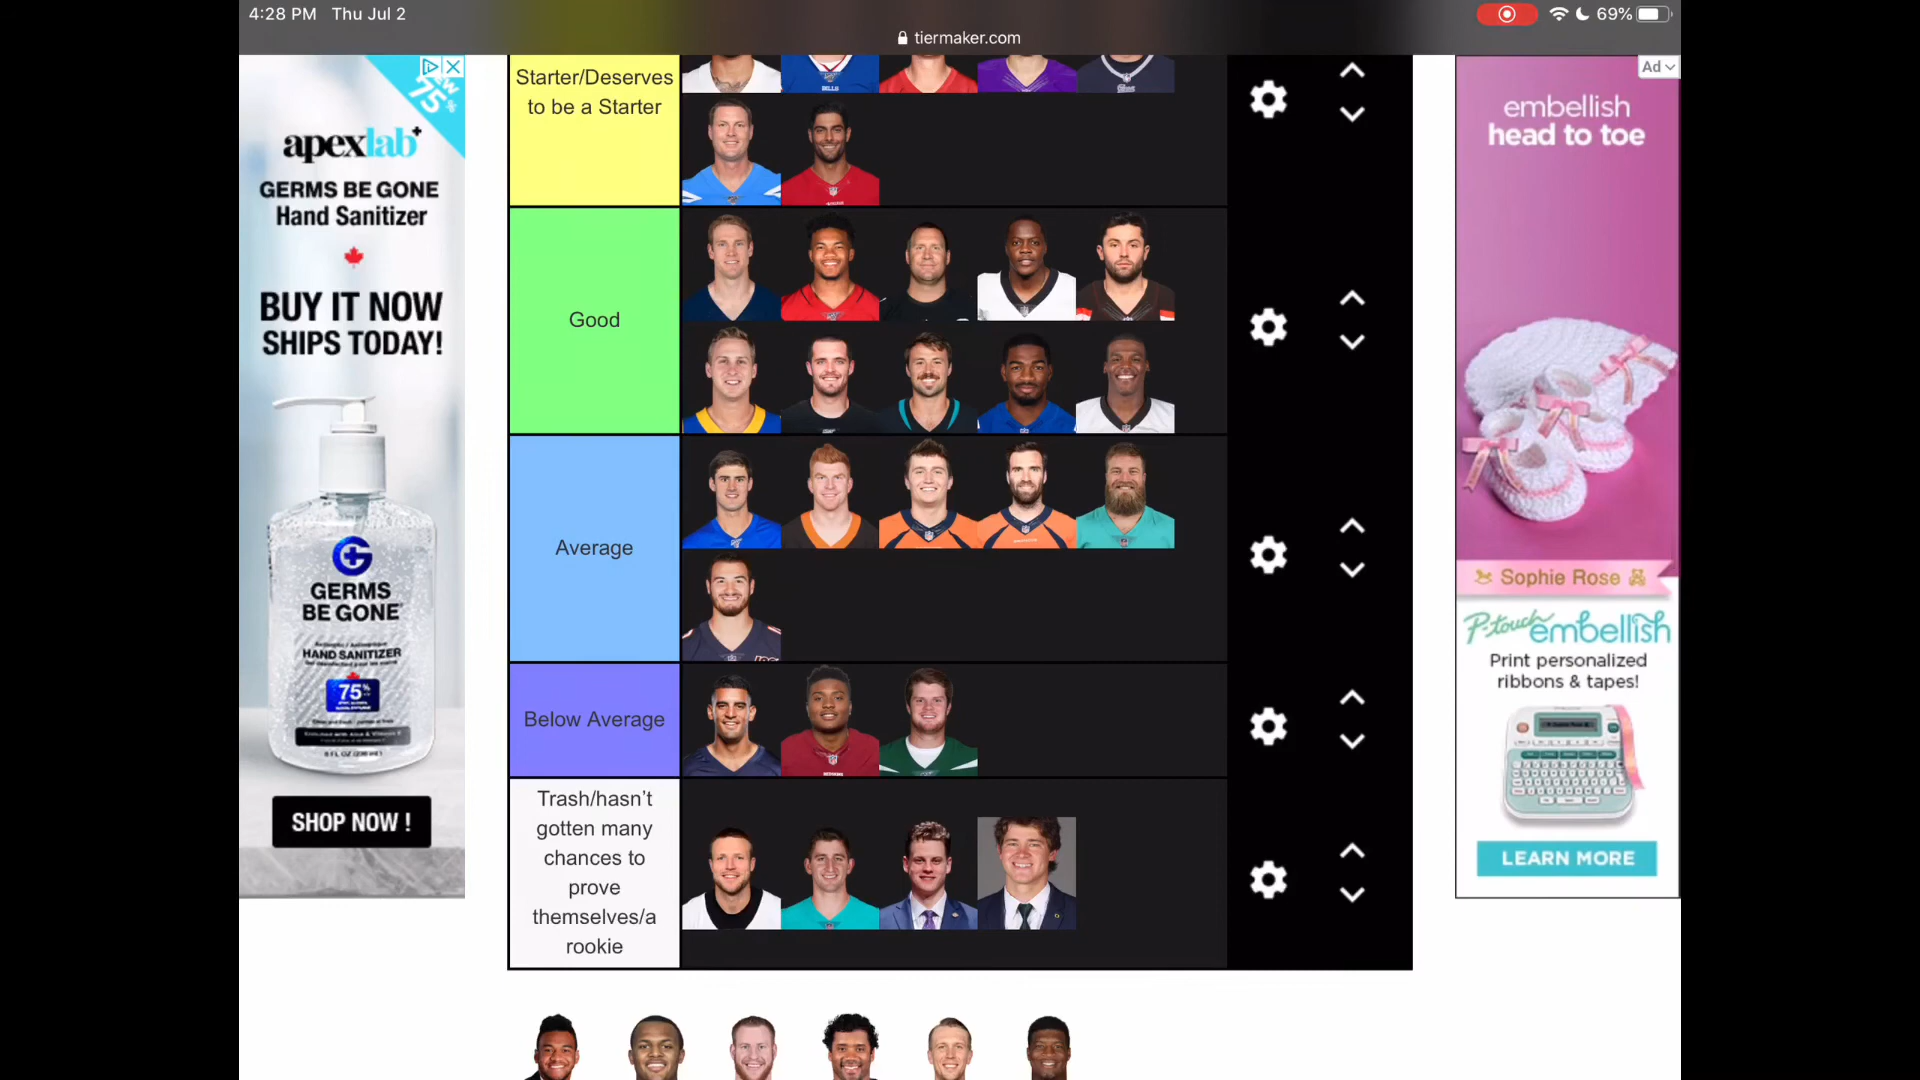 4:28 PM Thu Jul 2
69%
tiermaker.com
75%
apexlab+
GERMS BE GONE
Hand Sanitizer
BUY IT NOW
SHIPS TODAY!
GERMS
BE GONE
HAND SANITIZER
75%
SHOP NOW !
Starter/Deserves
to be a Starter
BILLS
Good
Average
Below Average
Trash/hasn't
gotten many
chances to
prove
themselves/a
rookie
Ad
embellish
head to toe
Sophie Rose
P-touch embellish
Print personalized
ribbons & tapes!
LEARN MORE